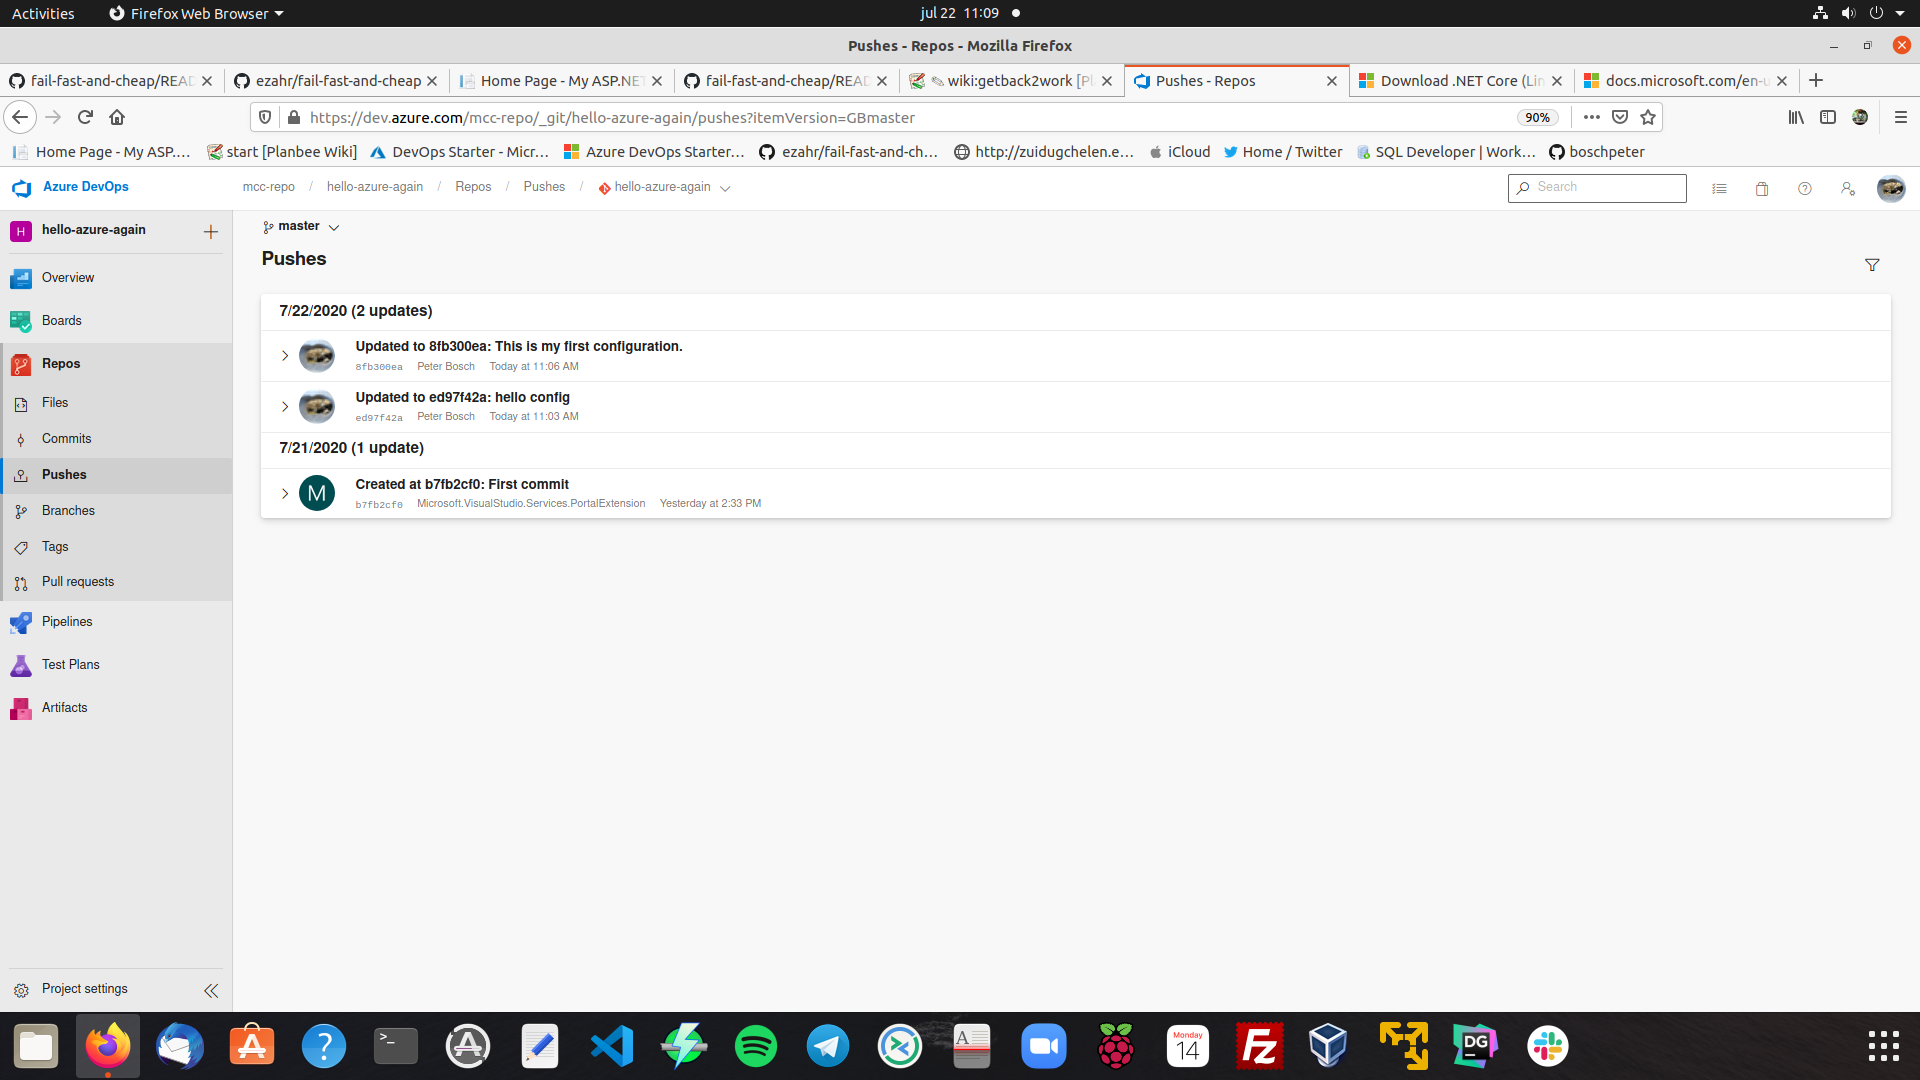 Activities Firefox Web Browser jul 22 11:09
Pushes - Repos - Mozilla Firefox
fail-fast-and-cheap/READ ezahr/fail-fast-and-cheap Home Page - My ASP.NET fail-fast-and-cheap/READ wiki:getback2work [Pl Pushes - Repos Download .NET Core (Lin docs.microsoft.com/en-u
https://dev.azure.com/mcc-repo/_git/hello-azure-again/pushes?itemVersion=GBmaster 90%
Home Page - My ASP.… start [Planbee Wiki] DevOps Starter - Micr… Azure DevOps Starter… ezahr/fail-fast-and-ch… http://zuidugchelen.e… iCloud Home / Twitter SQL Developer | Work… boschpeter
Azure DevOps mcc-repo / hello-azure-again / Repos / Pushes / hello-azure-again Search
H hello-azure-again
master
Pushes
Overview
Boards
Repos
Files
Commits
Pushes
Branches
Tags
Pull requests
Pipelines
Test Plans
Artifacts
Project settings
7/22/2020 (2 updates)
Updated to 8fb300ea: This is my first configuration.
8fb300ea Peter Bosch Today at 11:06 AM
Updated to ed97f42a: hello config
ed97f42a Peter Bosch Today at 11:03 AM
7/21/2020 (1 update)
M Created at b7fb2cf0: First commit
b7fb2cf0 Microsoft.VisualStudio.Services.PortalExtension Yesterday at 2:33 PM
Monday
14
Fz
DG